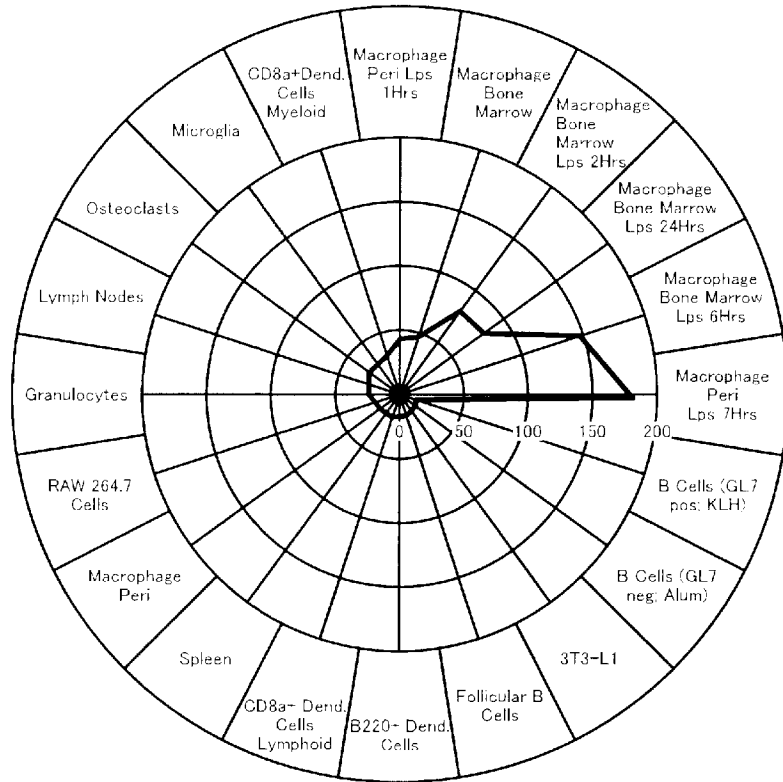 Macrophage
Peri Lps
1Hrs
Macrophage
Bone
Marrow
Macrophage
Bone
Marrow
Lps 2Hrs
Macrophage
Bone Marrow
Lps 24Hrs
Macrophage
Bone Marrow
Lps 6Hrs
Macrophage
Peri
Lps 7Hrs
B Cells (GL7
pos; KLH)
B Cells (GL7
neg; Alum)
3T3-L1
Follicular B
Cells
B220+ Dend.
Cells
CD8a+ Dend.
Cells
Lymphoid
Spleen
Macrophage
Peri
RAW 264.7
Cells
Granulocytes
Lymph Nodes
Osteoclasts
Microglia
CD8a+Dend.
Cells
Myeloid
0 50 100 150 200